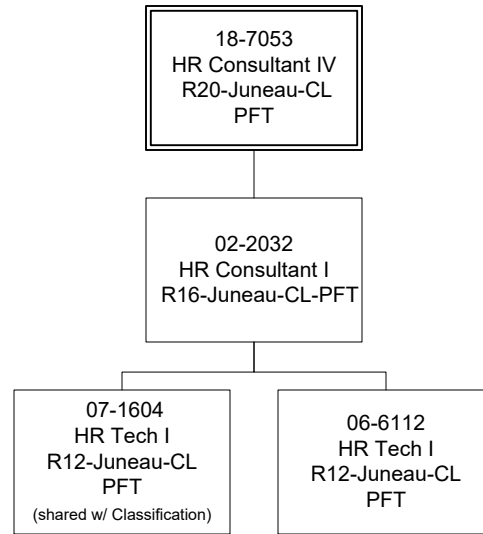 18-7053
HR Consultant IV
R20-Juneau-CL
PFT
02-2032
HR Consultant I
R16-Juneau-CL-PFT
07-1604
HR Tech I
R12-Juneau-CL
PFT
(shared w/ Classification)
06-6112
HR Tech I
R12-Juneau-CL
PFT